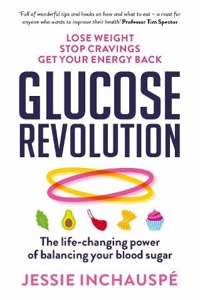 'Full of wonderful tips and hacks on how and what to eat – a must for
anyone who wants to improve their health' Professor Tim Spector
LOSE WEIGHT
STOP CRAVINGS
GET YOUR ENERGY BACK
GLUCOSE
REVOLUTION
The life-changing power
of balancing your blood sugar
JESSIE INCHAUSPÉ